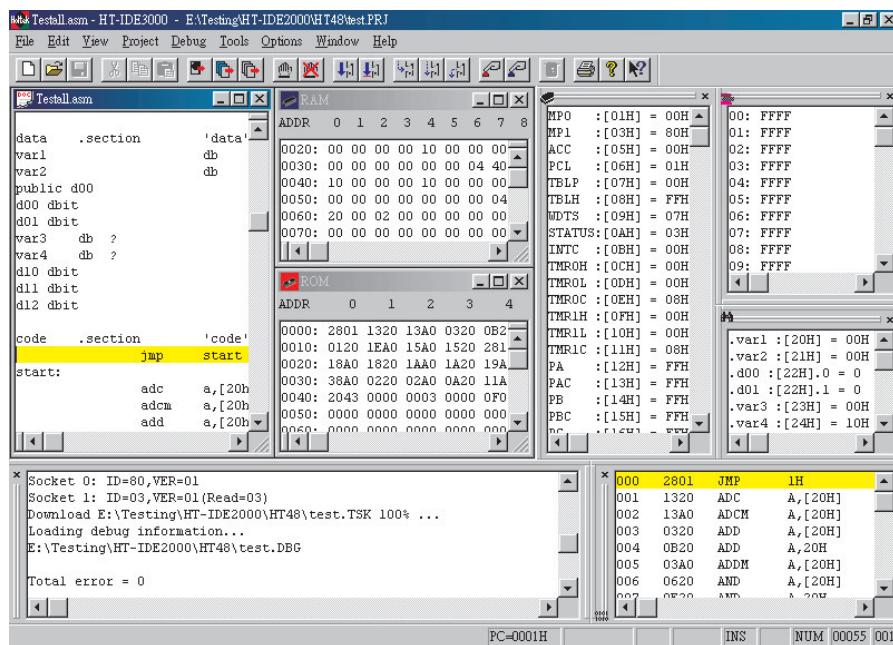 Testall.asm - HT-IDE3000 - E:\Testing\HT-IDE2000\HT48\test.PRJ
File Edit View Project Debug Tools Options Window Help
Testall.asm
data .section 'data'
var1 db
var2 db
public d00
d00 dbit
d01 dbit
var3 db ?
var4 db ?
d10 dbit
d11 dbit
d12 dbit
code .section 'code'
jmp start
start:
adc a,[20h
adcm a,[20h
add a,[20h
RAM
ADDR 0 1 2 3 4 5 6 7 8
0020: 00 00 00 00 10 00 00 00
0030: 00 00 00 00 00 00 04 40
0040: 10 00 00 00 10 00 00 00
0050: 00 00 00 00 00 00 00 04
0060: 20 00 02 00 00 00 00 00
0070: 00 00 00 00 00 00 00 00
ROM
ADDR 0 1 2 3 4
0000: 2801 1320 13A0 0320 0B2
0010: 0120 1EA0 15A0 1520 281
0020: 18A0 1820 1AA0 1A20 19A
0030: 38A0 0220 02A0 0A20 11A
0040: 2043 0000 0003 0000 0F0
0050: 0000 0000 0000 0000 000
0060: 0000 0000 0000 0000 000
MP0 :[01H] = 00H
MP1 :[03H] = 80H
ACC :[05H] = 00H
PCL :[06H] = 01H
TBLP :[07H] = 00H
TBLH :[08H] = FFH
WDTS :[09H] = 07H
STATUS:[0AH] = 03H
INTC :[0BH] = 00H
TMR0H :[0CH] = 00H
TMR0L :[0DH] = 00H
TMR0C :[0EH] = 08H
TMR1H :[0FH] = 00H
TMR1L :[10H] = 00H
TMR1C :[11H] = 08H
PA :[12H] = FFH
PAC :[13H] = FFH
PB :[14H] = FFH
PBC :[15H] = FFH
PC :[16H] = FFH
00: FFFF
01: FFFF
02: FFFF
03: FFFF
04: FFFF
05: FFFF
06: FFFF
07: FFFF
08: FFFF
09: FFFF
.var1 :[20H] = 00H
.var2 :[21H] = 00H
.d00 :[22H].0 = 0
.d01 :[22H].1 = 0
.var3 :[23H] = 00H
.var4 :[24H] = 10H
Socket 0: ID=80,VER=01
Socket 1: ID=03,VER=01(Read=03)
Download E:\Testing\HT-IDE2000\HT48\test.TSK 100% ...
Loading debug information...
E:\Testing\HT-IDE2000\HT48\test.DBG
Total error = 0
000 2801 JMP 1H
001 1320 ADC A,[20H]
002 13A0 ADCM A,[20H]
003 0320 ADD A,[20H]
004 0B20 ADD A,20H
005 03A0 ADDM A,[20H]
006 0620 AND A,[20H]
007 0E20 AND A,20H
PC=0001H INS NUM 00055 001